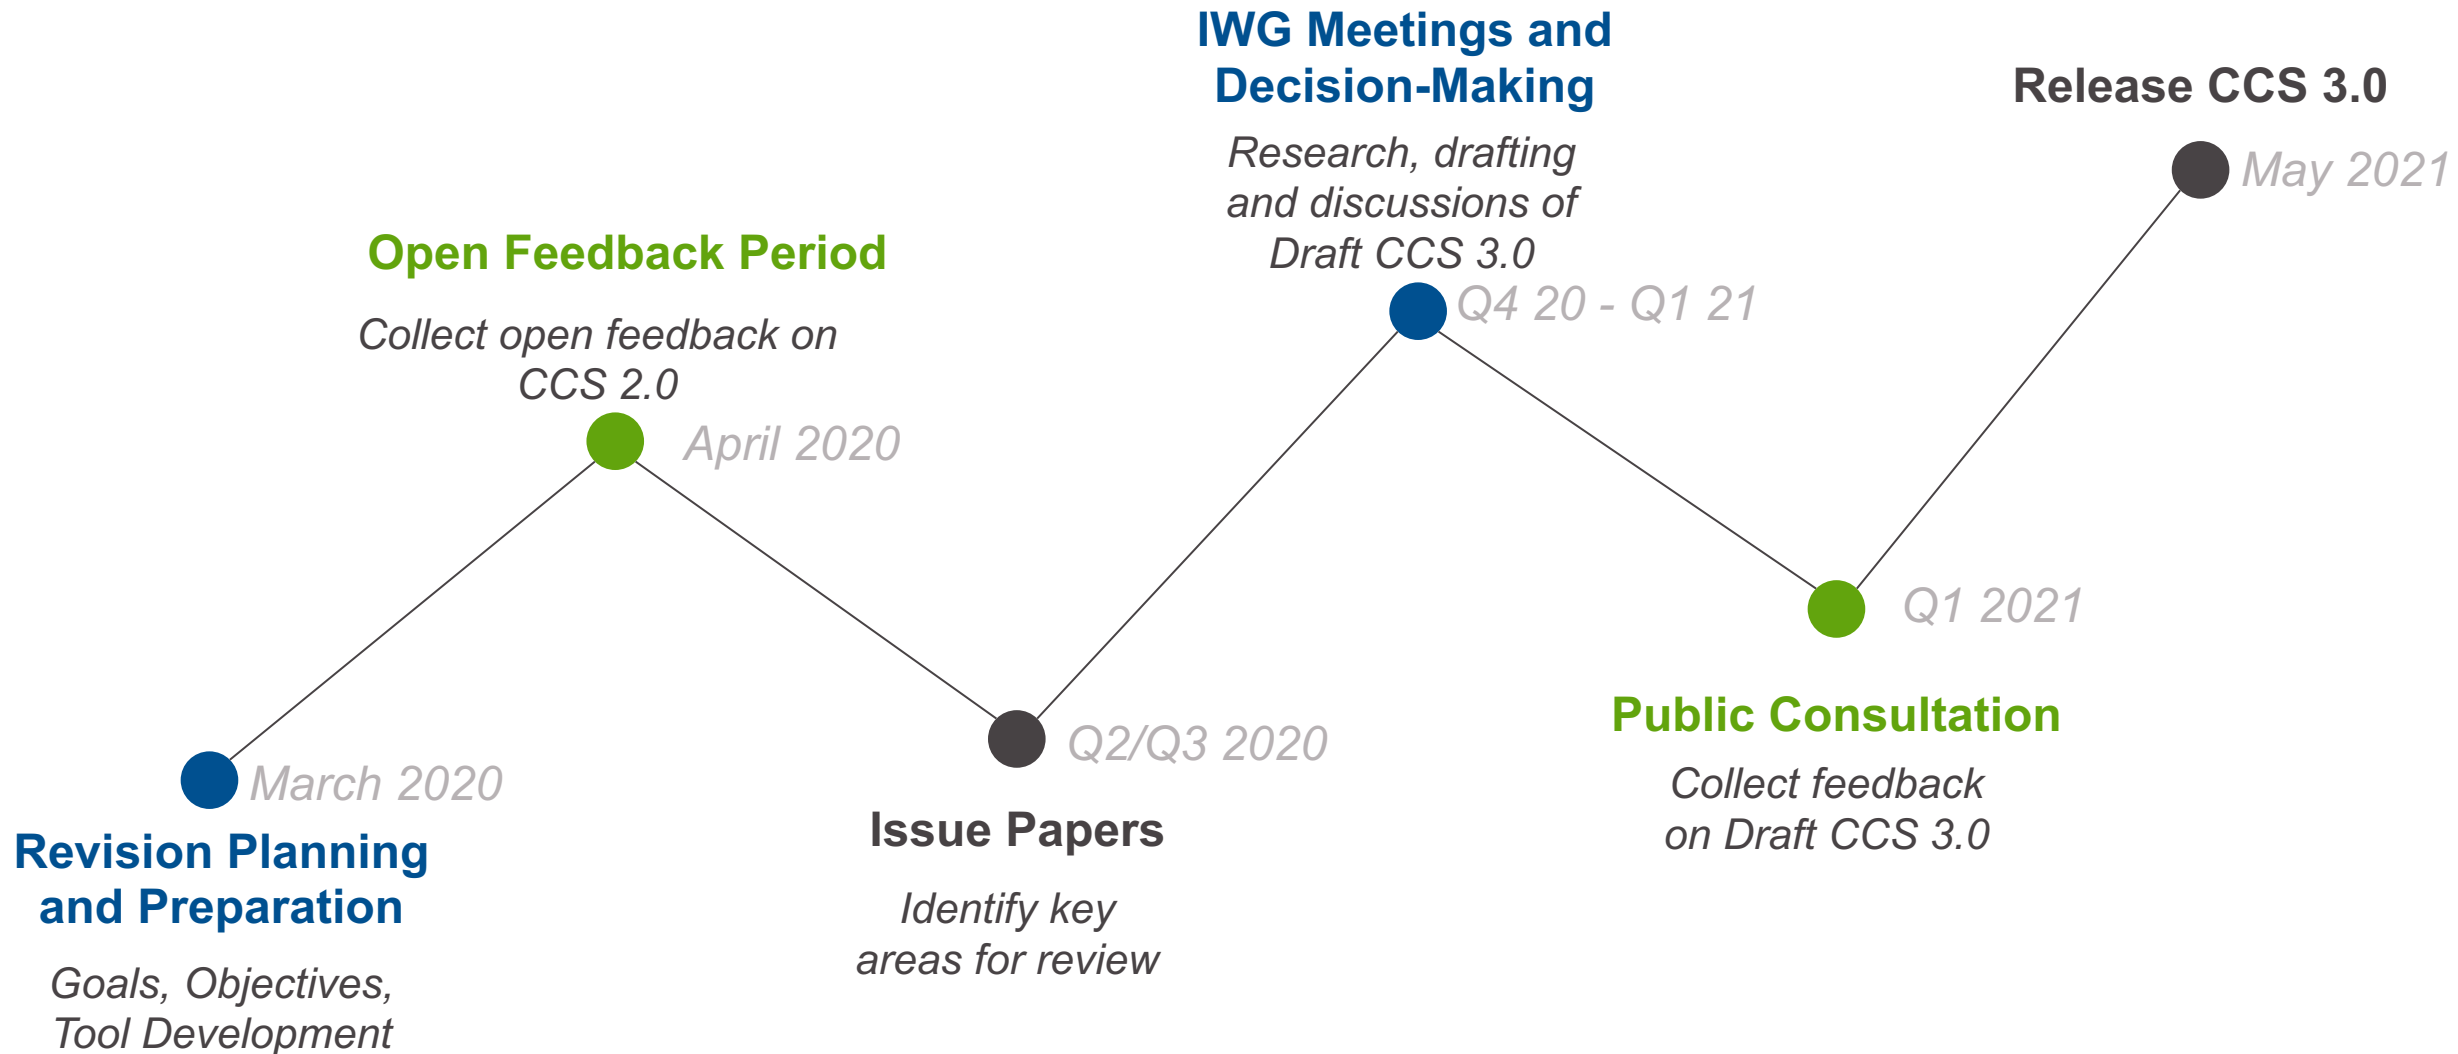 Revision Planning
and Preparation
Goals, Objectives,
Tool Development
March 2020
Open Feedback Period
Collect open feedback on
CCS 2.0
April 2020
Issue Papers
Identify key
areas for review
Q2/Q3 2020
IWG Meetings and
Decision-Making
Research, drafting
and discussions of
Draft CCS 3.0
Q4 20 - Q1 21
Public Consultation
Collect feedback
on Draft CCS 3.0
Q1 2021
Release CCS 3.0
May 2021